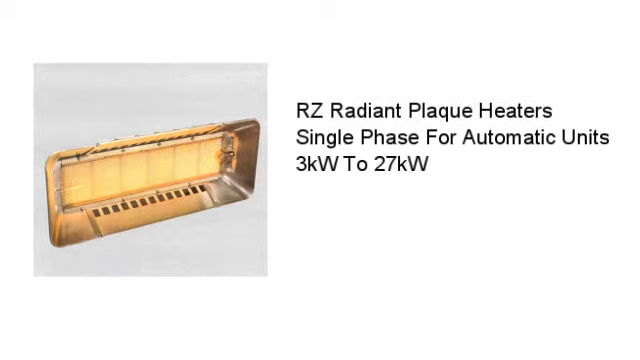 RZ Radiant Plaque Heaters
Single Phase For Automatic Units
3kW To 27kW